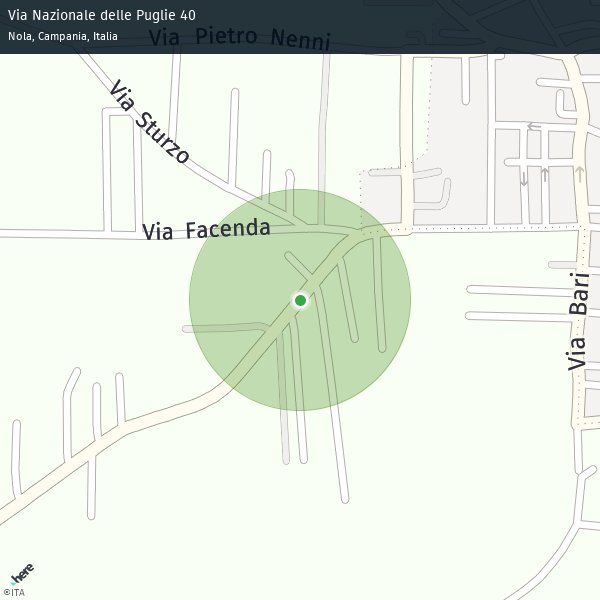 Via Nazionale delle Puglie 40
Nola, Campania, Italia
Via Pietro Nenni
Via Sturzo
Via Facenda
Via Bari
here
©ITA